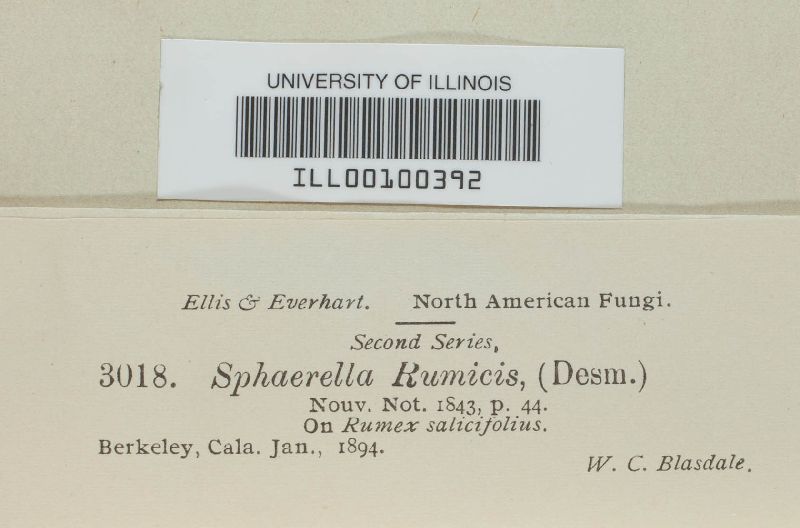 UNIVERSITY OF ILLINOIS
ILL00100392
Ellis & Everhart. North American Fungi.
Second Series,
3018. Sphaerella Rumicis, (Desm.)
Nouv. Not. 1843, p. 44.
On Rumex salicifolius.
Berkeley, Cala. Jan., 1894.
W. C. Blasdale.